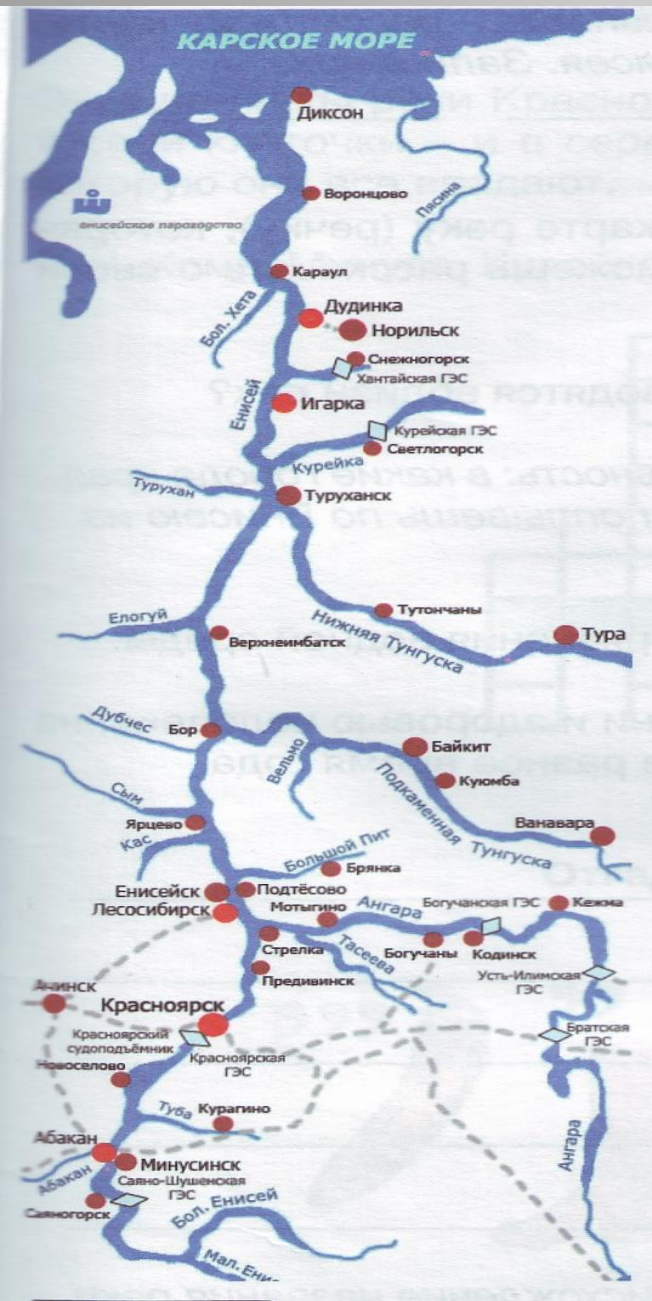 КАРСКОЕ МОРЕ
Диксон
Пясина
Воронцово
енисейское пароходство
Караул
Бол. Хета
Дудинка
Норильск
Снежногорск
Хантайская ГЭС
Енисей
Игарка
Курейская ГЭС
Светлогорск
Курейка
Турухан
Туруханск
Тутончаны
Елогуй
Нижняя Тунгуска
Тура
Верхнеимбатск
Дубчес
Бор
Вельмо
Байкит
Куюмба
Подкаменная Тунгуска
Сым
Ярцево
Ванавара
Кас
Большой Пит
Брянка
Енисейск
Подтёсово
Лесосибирск
Мотыгино
Ангара
Богучанская ГЭС
Кежма
Стрелка
Тасеева
Богучаны
Кодинск
Предивинск
Усть-Илимская
ГЭС
Ачинск
Красноярск
Красноярский
судоподъёмник
Красноярская
ГЭС
Братская
ГЭС
Новоселово
Туба
Курагино
Абакан
Ангара
Минусинск
Абакан
Саяно-Шушенская
ГЭС
Саяногорск
Бол. Енисей
Мал. Ени